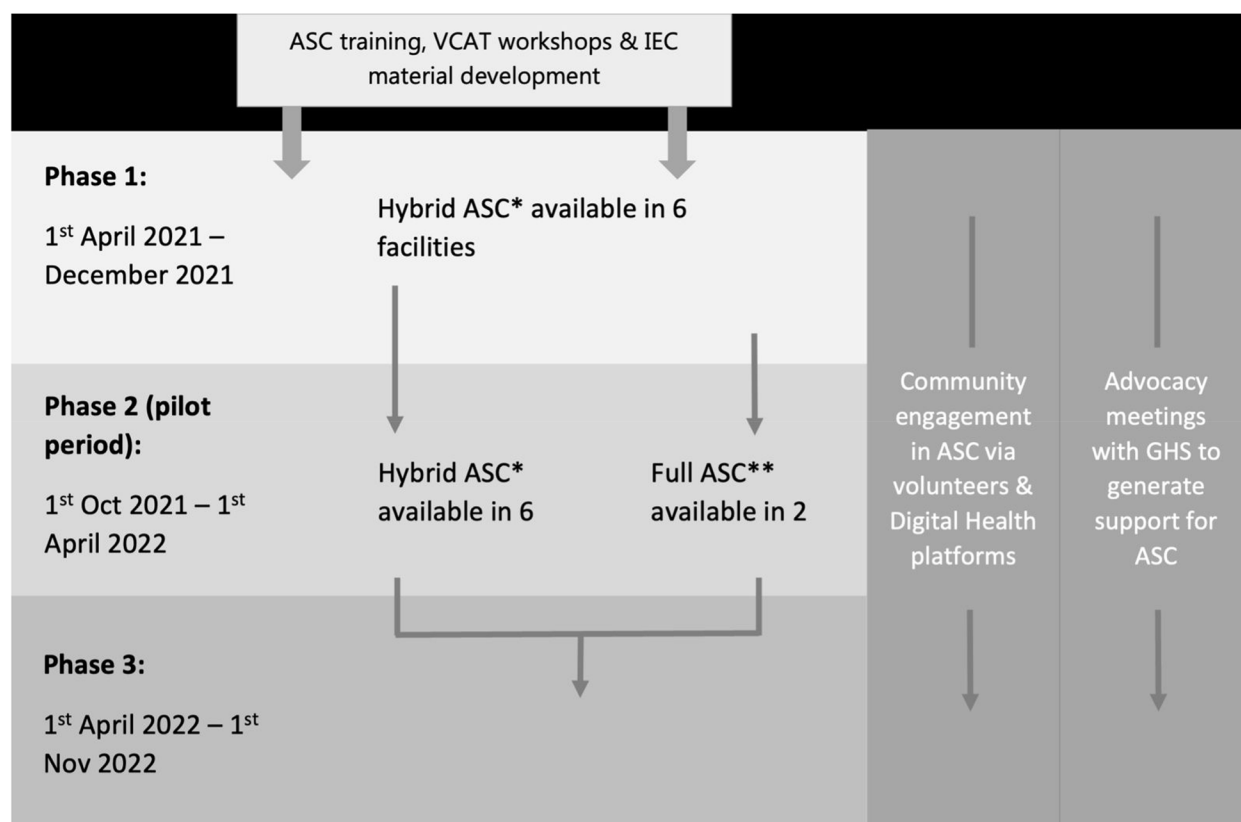 ASC training, VCAT workshops & IEC
material development
Phase 1:
1st April 2021 –
December 2021
Hybrid ASC* available in 6
facilities
Phase 2 (pilot
period):
1st Oct 2021 – 1st
April 2022
Hybrid ASC*
available in 6
Full ASC**
available in 2
Phase 3:
1st April 2022 – 1st
Nov 2022
Community
engagement
in ASC via
volunteers &
Digital Health
platforms
Advocacy
meetings
with GHS to
generate
support for
ASC